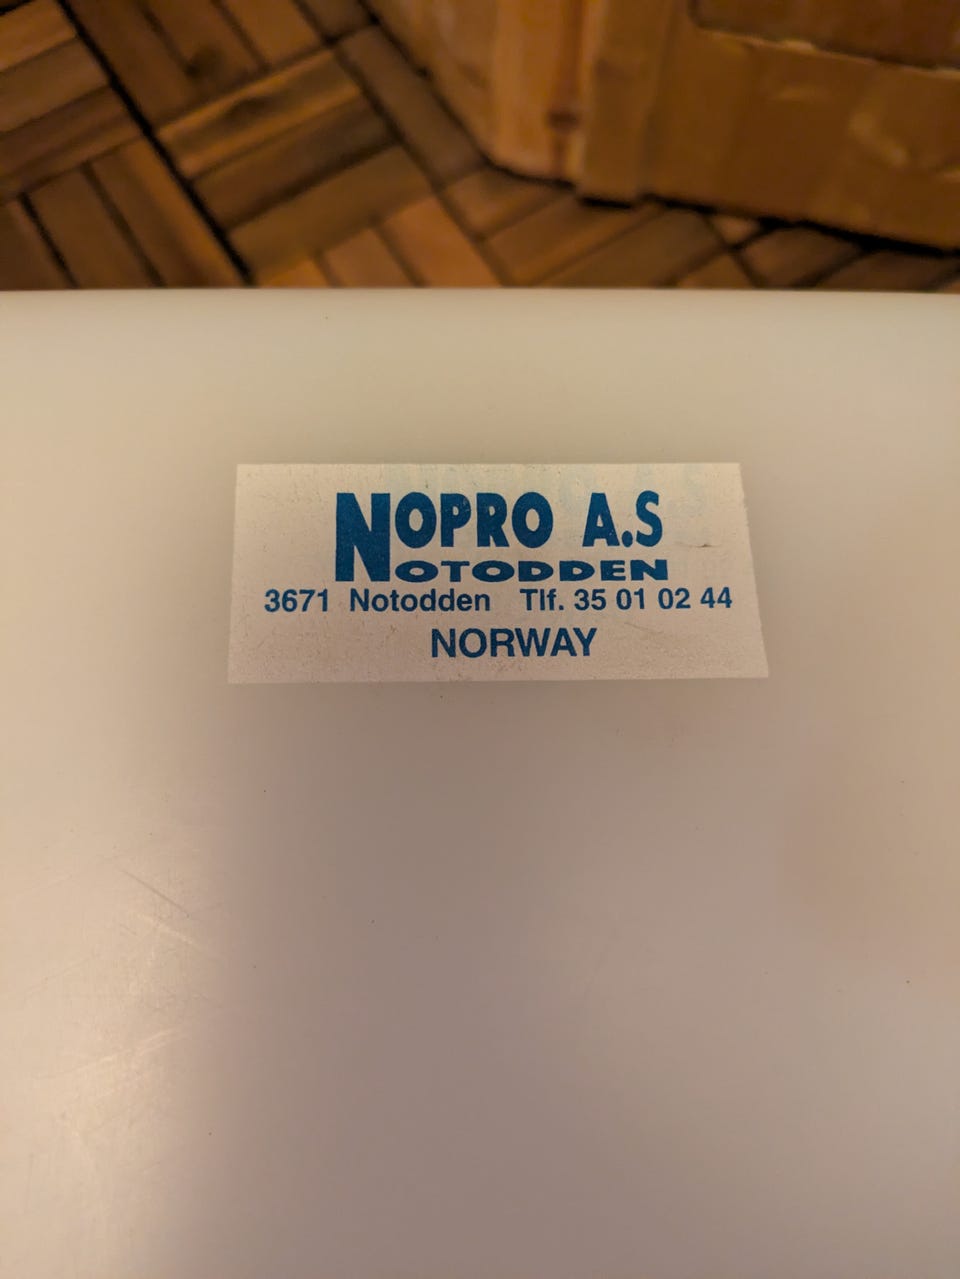 NOPRO A.S
NOTODDEN
3671 Notodden Tlf. 35 01 02 44
NORWAY